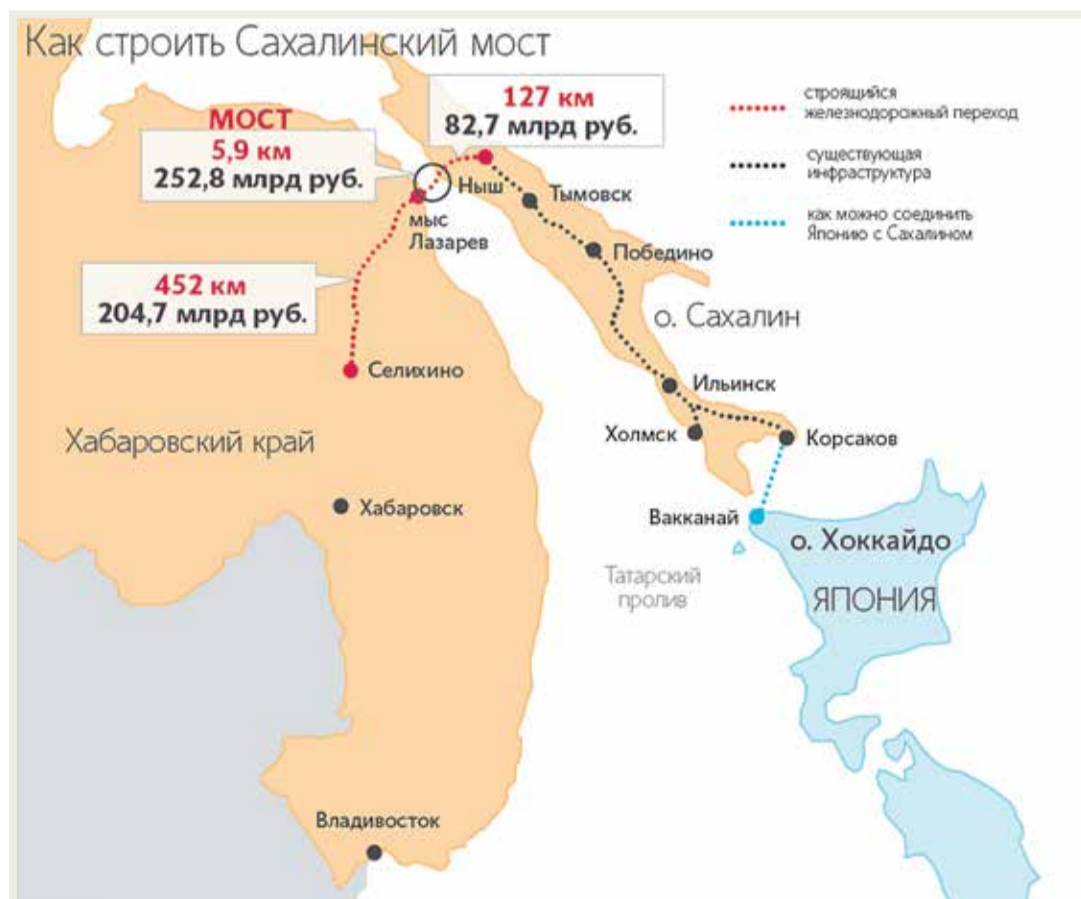 Как строить Сахалинский мост
МОСТ
5,9 км
252,8 млрд руб.
127 км
82,7 млрд руб.
строящийся
железнодорожный переход
существующая
инфраструктура
как можно соединить
Японию с Сахалином
Ныш
Тымовск
мыс
Лазарев
Победино
452 км
204,7 млрд руб.
о. Сахалин
Селихино
Ильинск
Хабаровский край
Холмск
Корсаков
Хабаровск
Вакканай
о. Хоккайдо
Татарский
пролив
ЯПОНИЯ
Владивосток